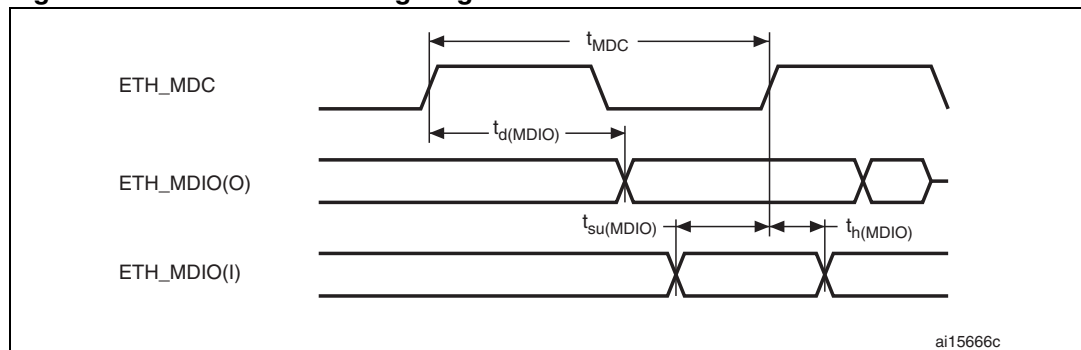 tMDC
ETH_MDC
td(MDIO)
ETH_MDIO(O)
tsu(MDIO) th(MDIO)
ETH_MDIO(I)
ai15666c